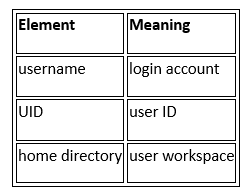 Element Meaning
username login account
UID user ID
home directory user workspace